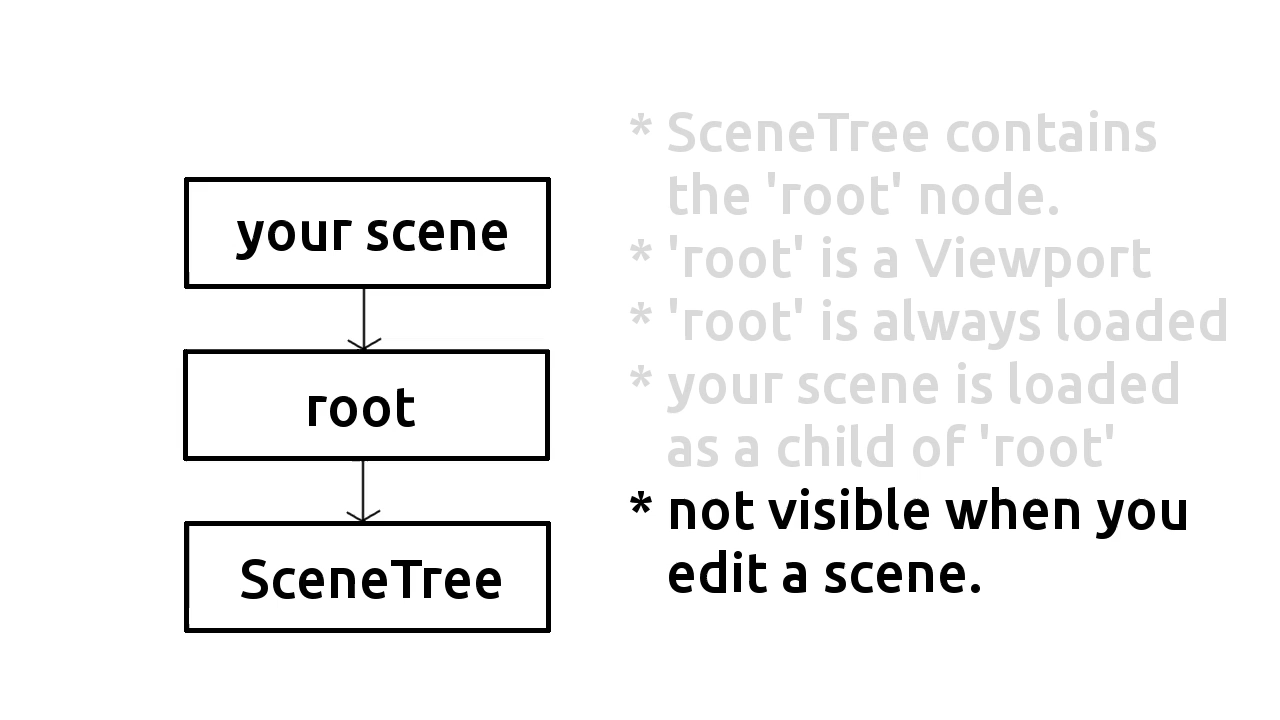 your scene
root
SceneTree
* SceneTree contains
the 'root' node.
* 'root' is a Viewport
* 'root' is always loaded
* your scene is loaded
as a child of 'root'
* not visible when you
edit a scene.